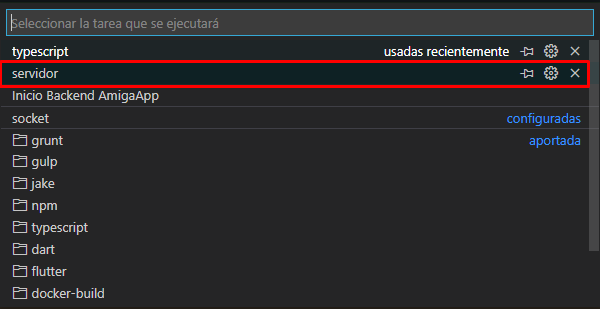 Seleccionar la tarea que se ejecutará
typescript usadas recientemente
servidor
Inicio Backend AmigaApp
socket configuradas
grunt aportada
gulp
jake
npm
typescript
dart
flutter
docker-build